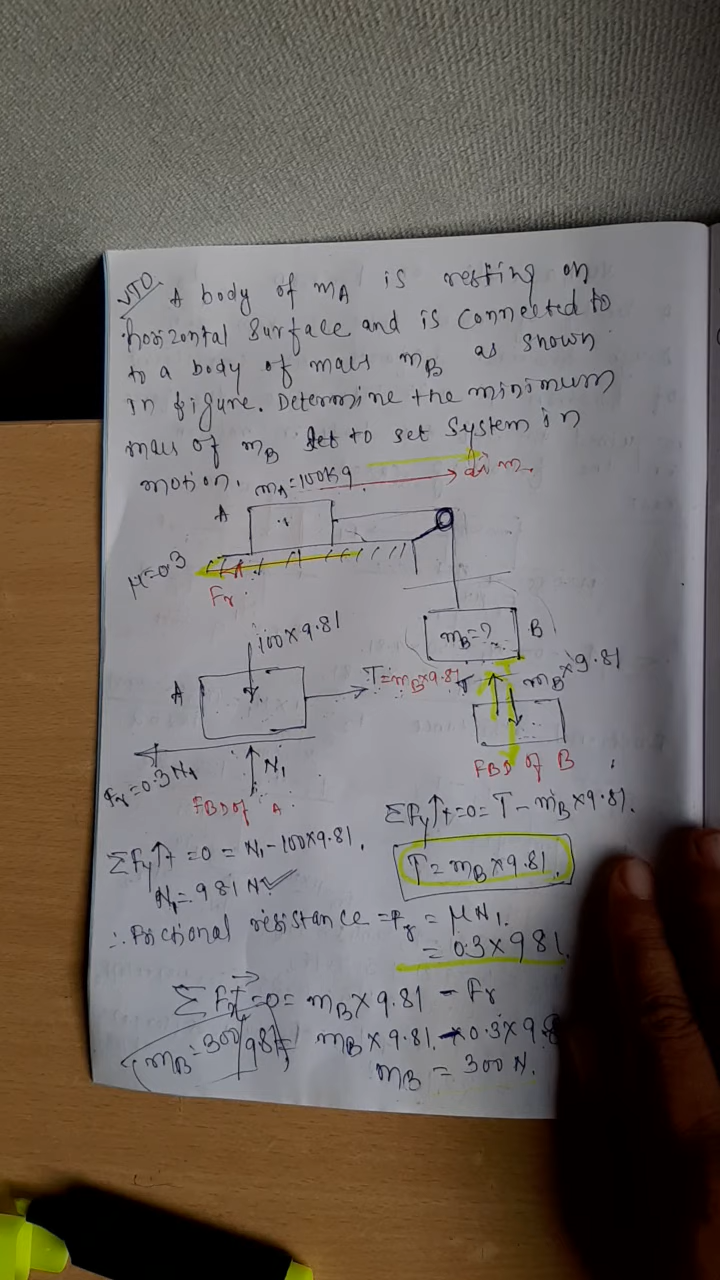 VTU. A body of mA is resting on
horizontal surface and is connected to
to a body of mass mB as shown
in figure. Determine the minimum
mass of mB to set system in
motion. mA=100Kg
A
μ=0.3
Fr
mB=? B
100×9.81
A T=mB×9.81 T mB×9.81
Fr=0.3N1 N1
FBD of A
FBD of B
ΣFy↑+=0= T-mB×9.81.
ΣFy↑+=0=N1-100×9.81.
T=mB×9.81.
N1=981N
∴ Frictional resistance =Fr = μN1.
= 0.3×981.
ΣFx=0= mB×9.81 - Fr
mB=300/981 = mB×9.81.-0.3×98
mB = 300 N.